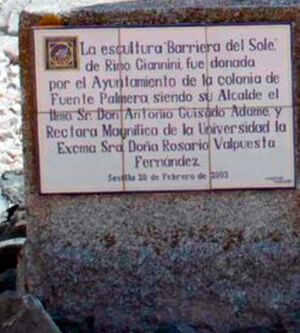 La escultura "Barriera del Sole,"
de Rino Giannini, fue donada
por el Ayuntamiento de la colonia de
Fuente Palmera, siendo su Alcalde el
Ilmo Sr. Don Antonio Guisado Adame, y
Rectora Magnífica de la Universidad la
Excma Sra. Doña Rosario Valpuesta
Fernández.
Sevilla 20 de Febrero de 2002